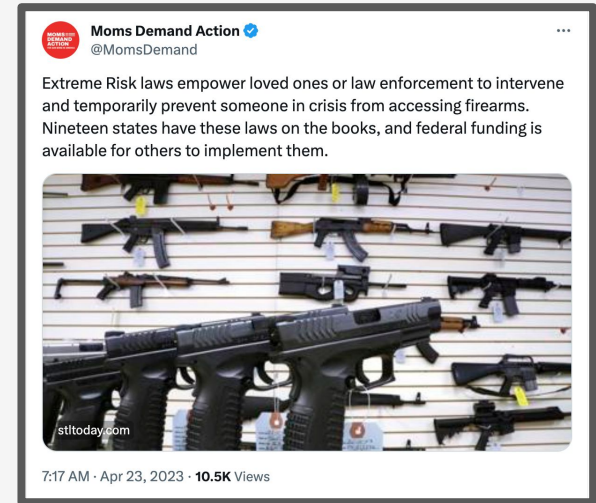 MOMS
DEMAND
ACTION
Moms Demand Action
@MomsDemand
Extreme Risk laws empower loved ones or law enforcement to intervene
and temporarily prevent someone in crisis from accessing firearms.
Nineteen states have these laws on the books, and federal funding is
available for others to implement them.
stltoday.com
7:17 AM · Apr 23, 2023 · 10.5K Views